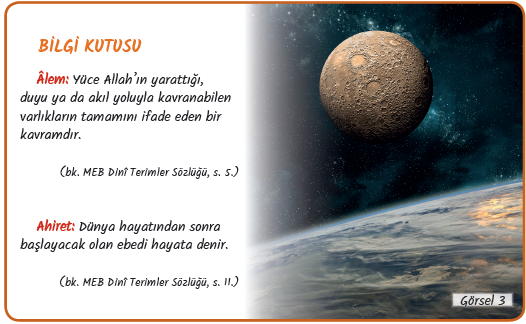 BİLGİ KUTUSU
Âlem: Yüce Allah'ın yarattığı,
duyu ya da akıl yoluyla kavranabilen
varlıkların tamamını ifade eden bir
kavramdır.
(bk. MEB Dinî Terimler Sözlüğü, s. 5.)
Ahiret: Dünya hayatından sonra
başlayacak olan ebedi hayata denir.
(bk. MEB Dinî Terimler Sözlüğü, s. 11.)
Görsel 3